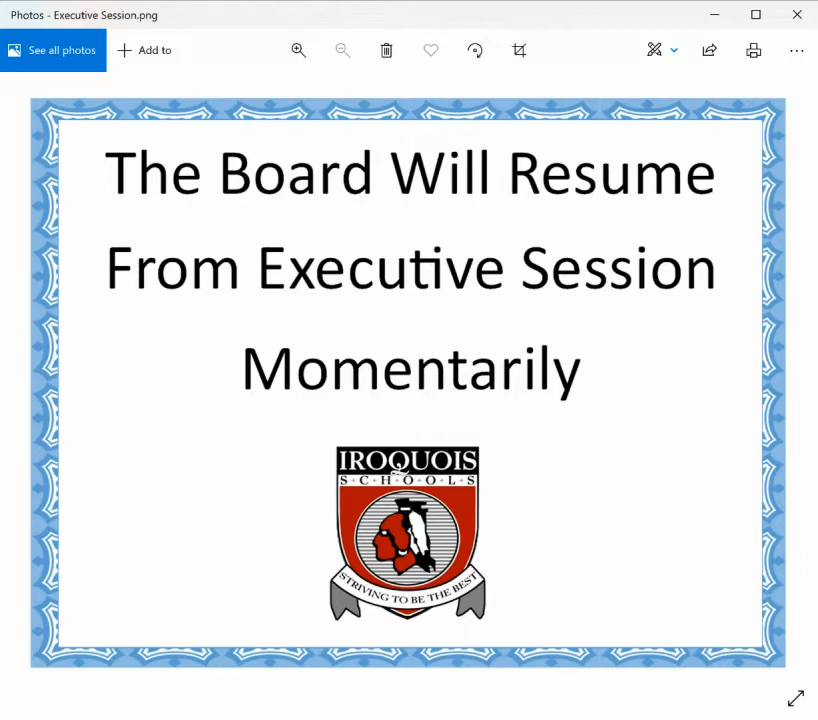 Photos - Executive Session.png
See all photos
Add to
The Board Will Resume
From Executive Session
Momentarily
IROQUOIS
S+C+H+O+O+L+S
STRIVING TO BE THE BEST